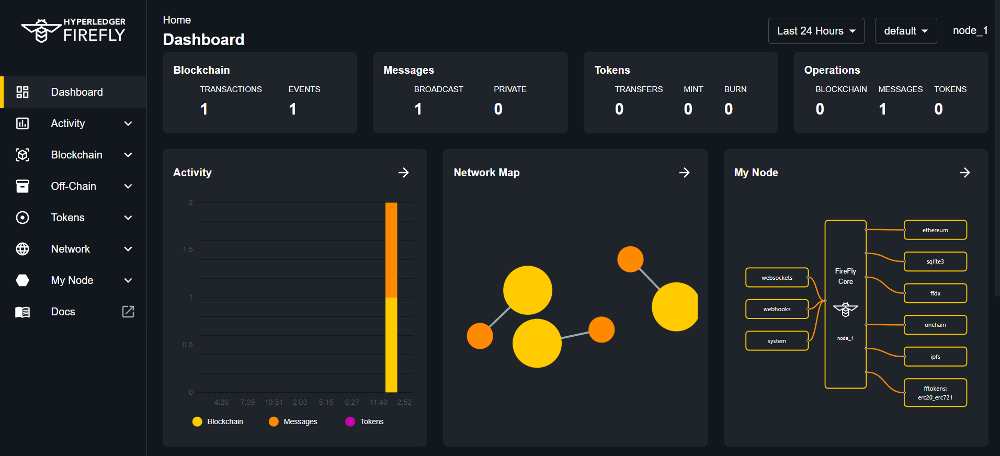 HYPERLEDGER
FIREFLY
Dashboard
Activity
Blockchain
Off-Chain
Tokens
Network
My Node
Docs
Home
Dashboard
Last 24 Hours
default
node_1
Blockchain
TRANSACTIONS EVENTS
1 1
Messages
BROADCAST PRIVATE
1 0
Tokens
TRANSFERS MINT BURN
0 0 0
Operations
BLOCKCHAIN MESSAGES TOKENS
0 1 0
Activity
2
1.5
1
0.5
0
4:26 7:39 10:51 2:03 5:15 8:27 11:40 2:52
Blockchain Messages Tokens
Network Map
My Node
websockets
webhooks
system
FireFly
Core
node_1
ethereum
sqlite3
ffdx
onchain
ipfs
fftokens:
erc20_erc721